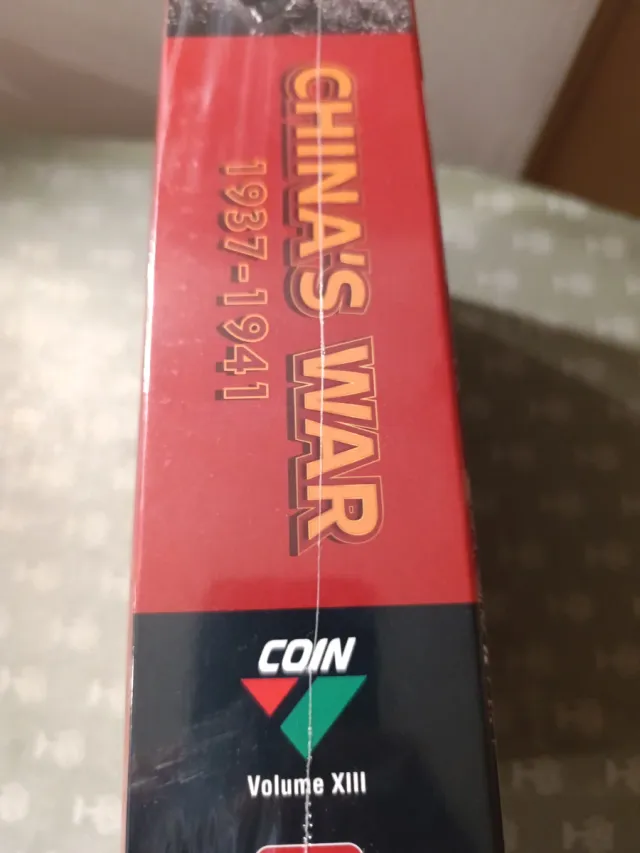 CHINA'S WAR
1937-1941
COIN
Volume XIII